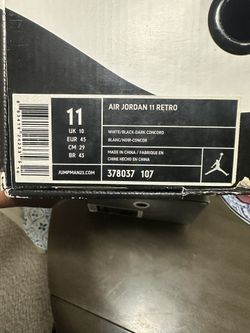 11
UK 10
EUR 45
CM 29
BR 43
JUMPMAN23.COM
AIR JORDAN 11 RETRO
WHITE/BLACK-DARK CONCORD
BLANC/NOIR-CONCOR
MADE IN CHINA / FABRIQUE EN
CHINE HECHO EN CHINA
378037 107